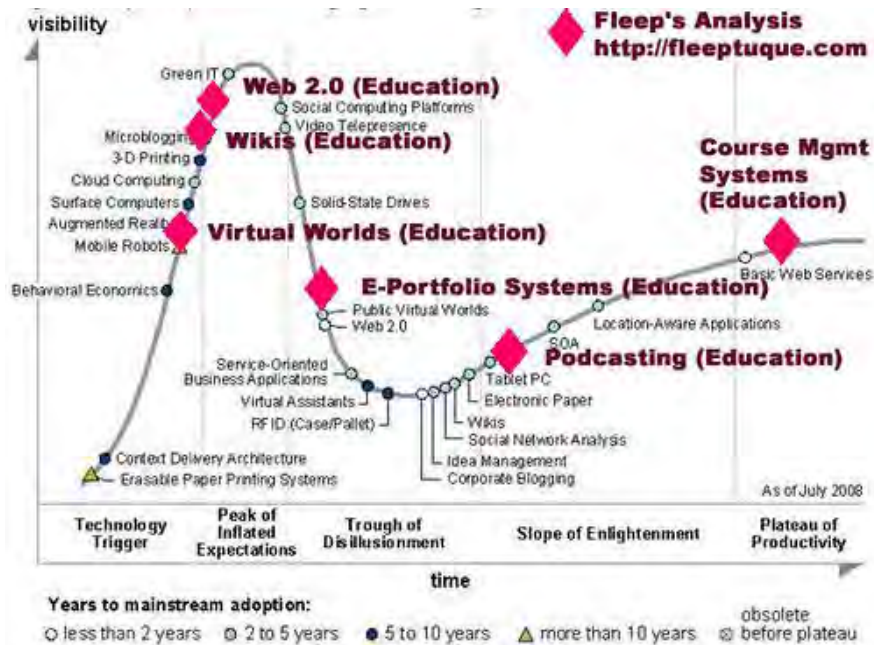 visibility
Fleep's Analysis
http://fleeptuque.com
Green IT
Web 2.0 (Education)
Social Computing Platforms
Video Telepresence
Microblogging
Wikis (Education)
3-D Printing
Cloud Computing
Surface Computers
Augmented Reality
Mobile Robots
Virtual Worlds (Education)
Solid-State Drives
Course Mgmt
Systems
(Education)
Behavioral Economics
E-Portfolio Systems (Education)
Basic Web Services
Public Virtual Worlds
Web 2.0
Location-Aware Applications
SOA
Podcasting (Education)
Service-Oriented
Business Applications
Tablet PC
Virtual Assistants
Electronic Paper
RFID (Case/Pallet)
Wikis
Social Network Analysis
Idea Management
Corporate Blogging
Context Delivery Architecture
Erasable Paper Printing Systems
As of July 2008
Technology
Trigger
Peak of
Inflated
Expectations
Trough of
Disillusionment
Slope of Enlightenment
Plateau of
Productivity
time
Years to mainstream adoption:
less than 2 years
2 to 5 years
5 to 10 years
more than 10 years
obsolete
before plateau